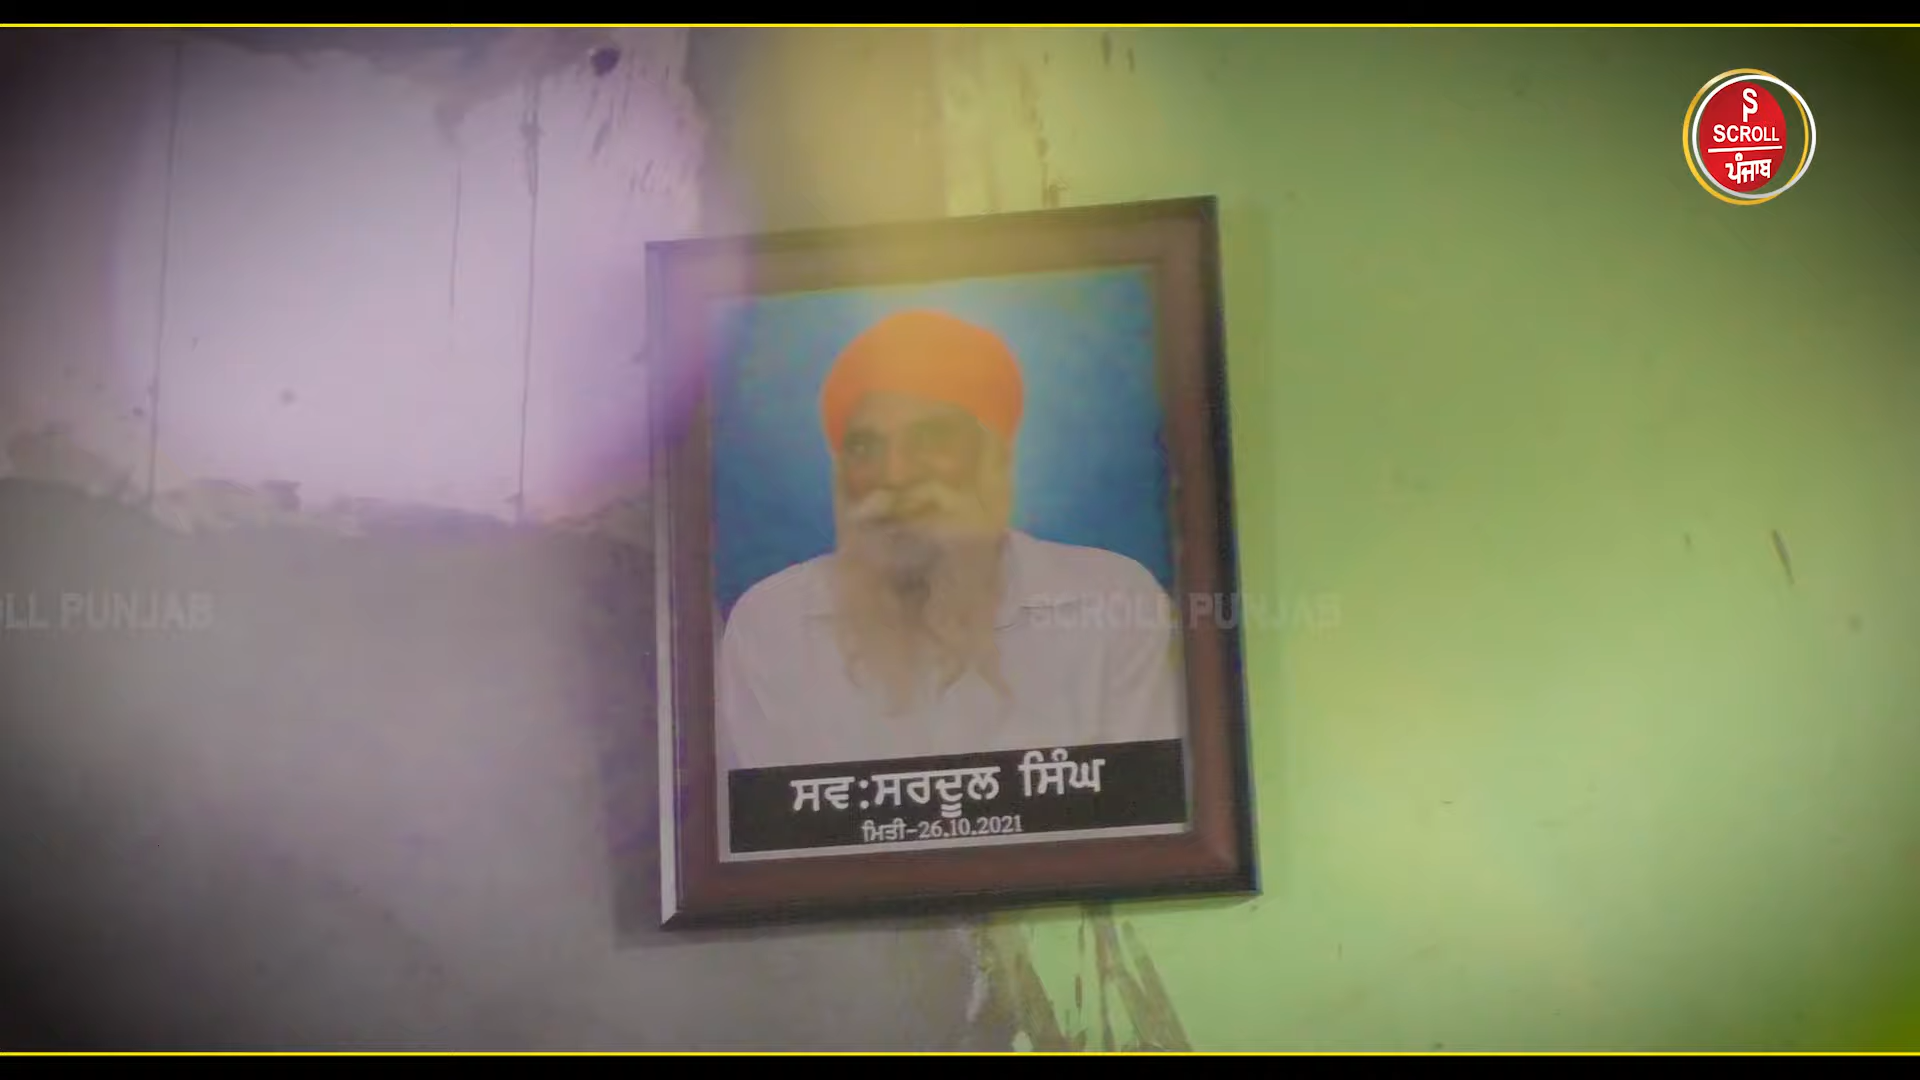 S
P
SCROLL
ਪੰਜਾਬ
LL PUNJAB
SCROLL PUNJAB
ਸਵ:ਸਰਦੂਲ ਸਿੰਘ
ਮਿਤੀ-26.10.2021